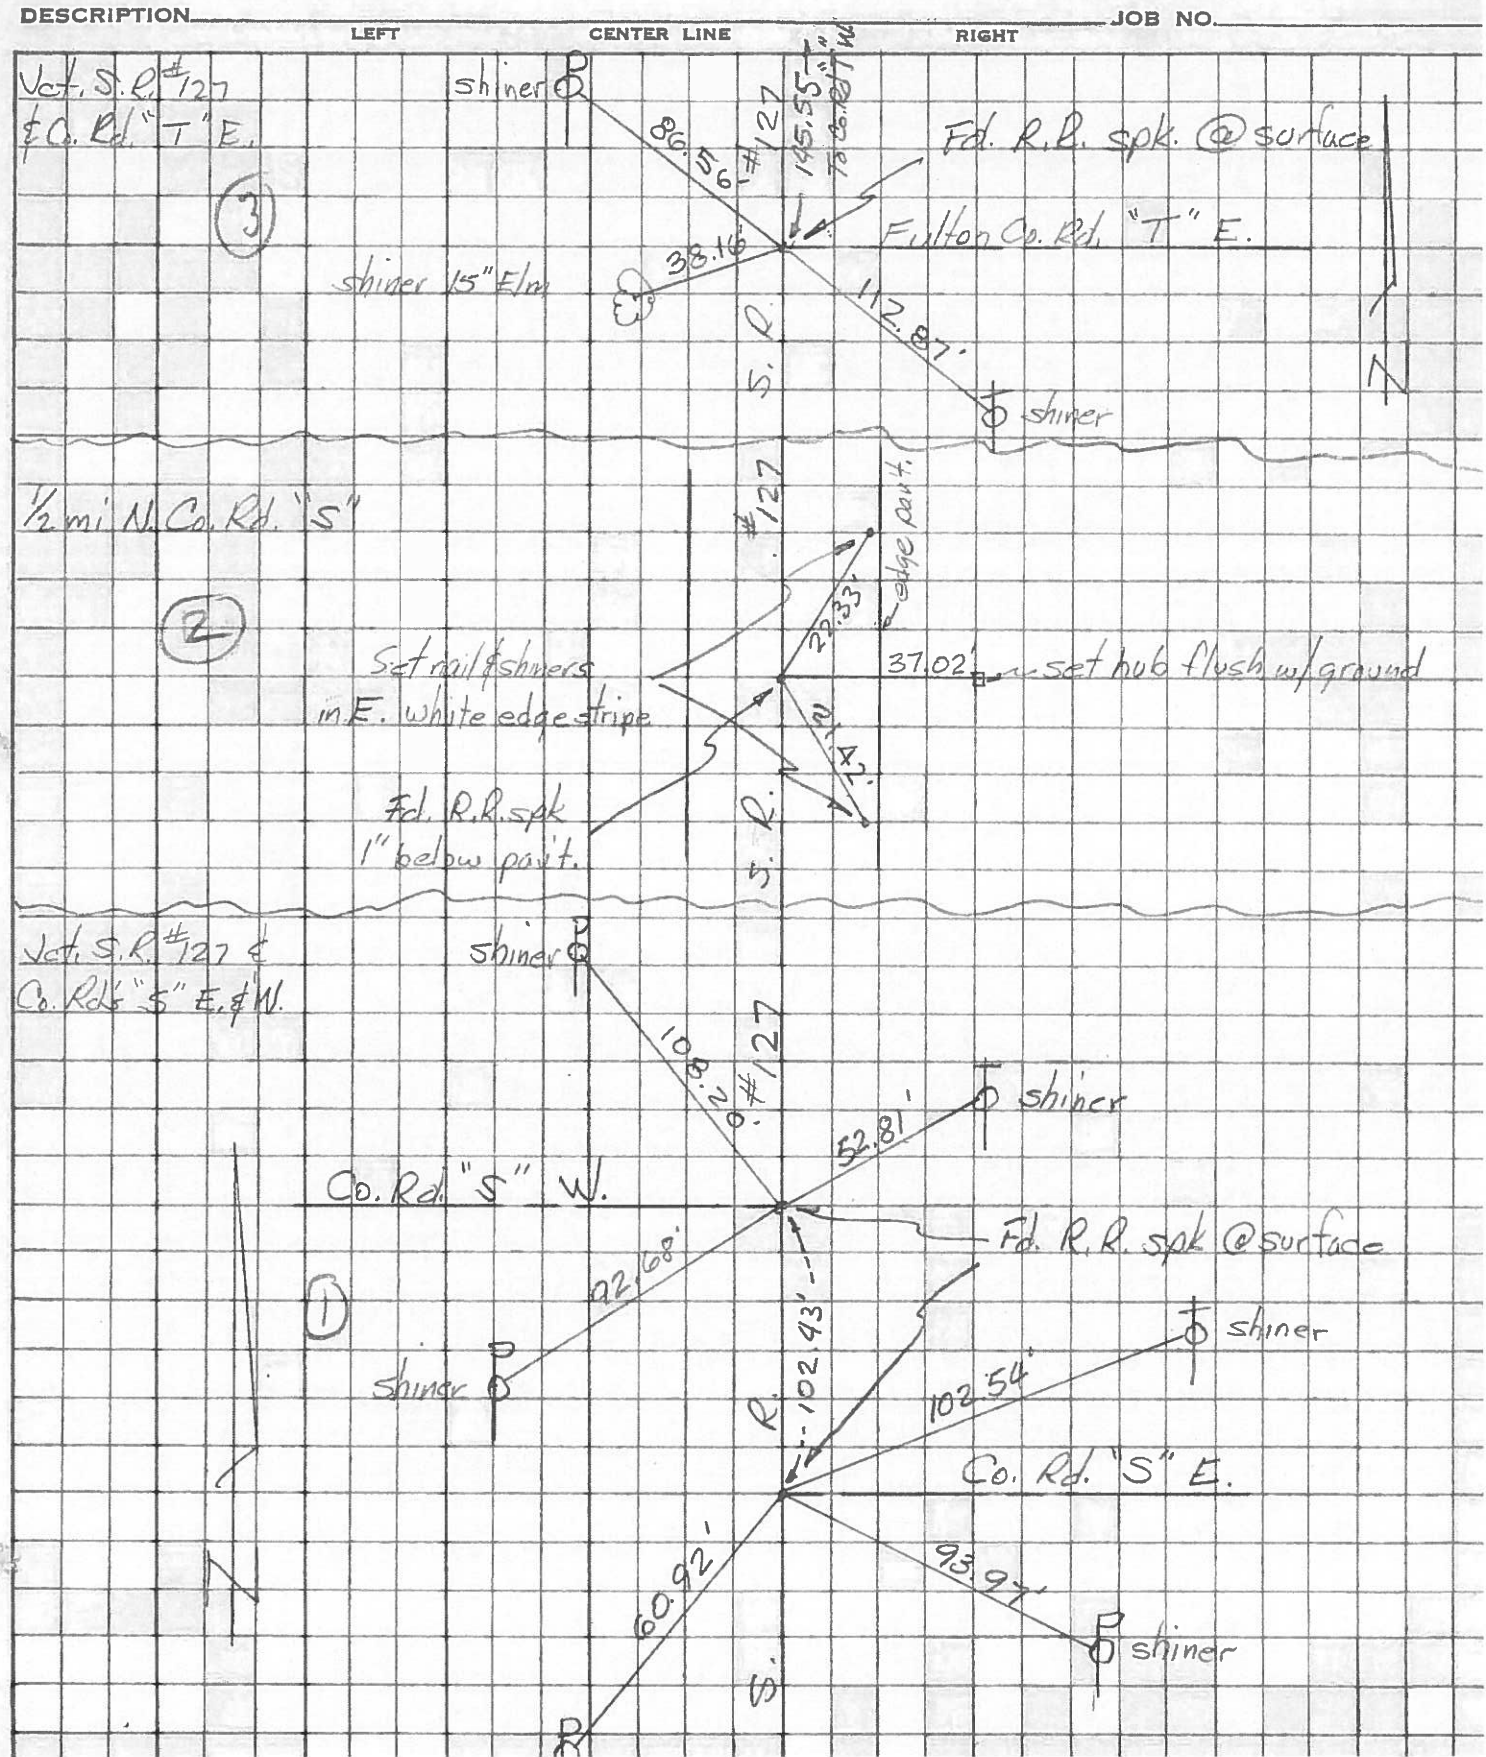 DESCRIPTION JOB NO.
LEFT CENTER LINE RIGHT
Jct. S.R. #127
& Co. Rd. "T" E.
3
shiner
P
86.56'
S. R. #127
145.55'
To Co. Rd "T" W
Fd. R.R. spk. @ surface
Fulton Co. Rd. "T" E.
38.16'
shiner 15" Elm
112.87'
T
shiner
N
1/2 mi N. Co. Rd. "S"
2
S. R. #127
edge pav't.
22.33'
37.02'
set hub flush w/ground
Set nail & shiners
in E. white edge stripe
Fd. R.R. spk
1" below pav't.
Jct. S.R. #127 &
Co. Rd's "S" E. & W.
shiner
P
108.20'
S. R. #127
T
shiner
52.81'
Co. Rd. "S" W.
Fd. R.R. spk @ surface
92.68'
1
102.43'
P
shiner
T
shiner
102.54'
Co. Rd. "S" E.
93.97'
P
shiner
60.92'
N
P